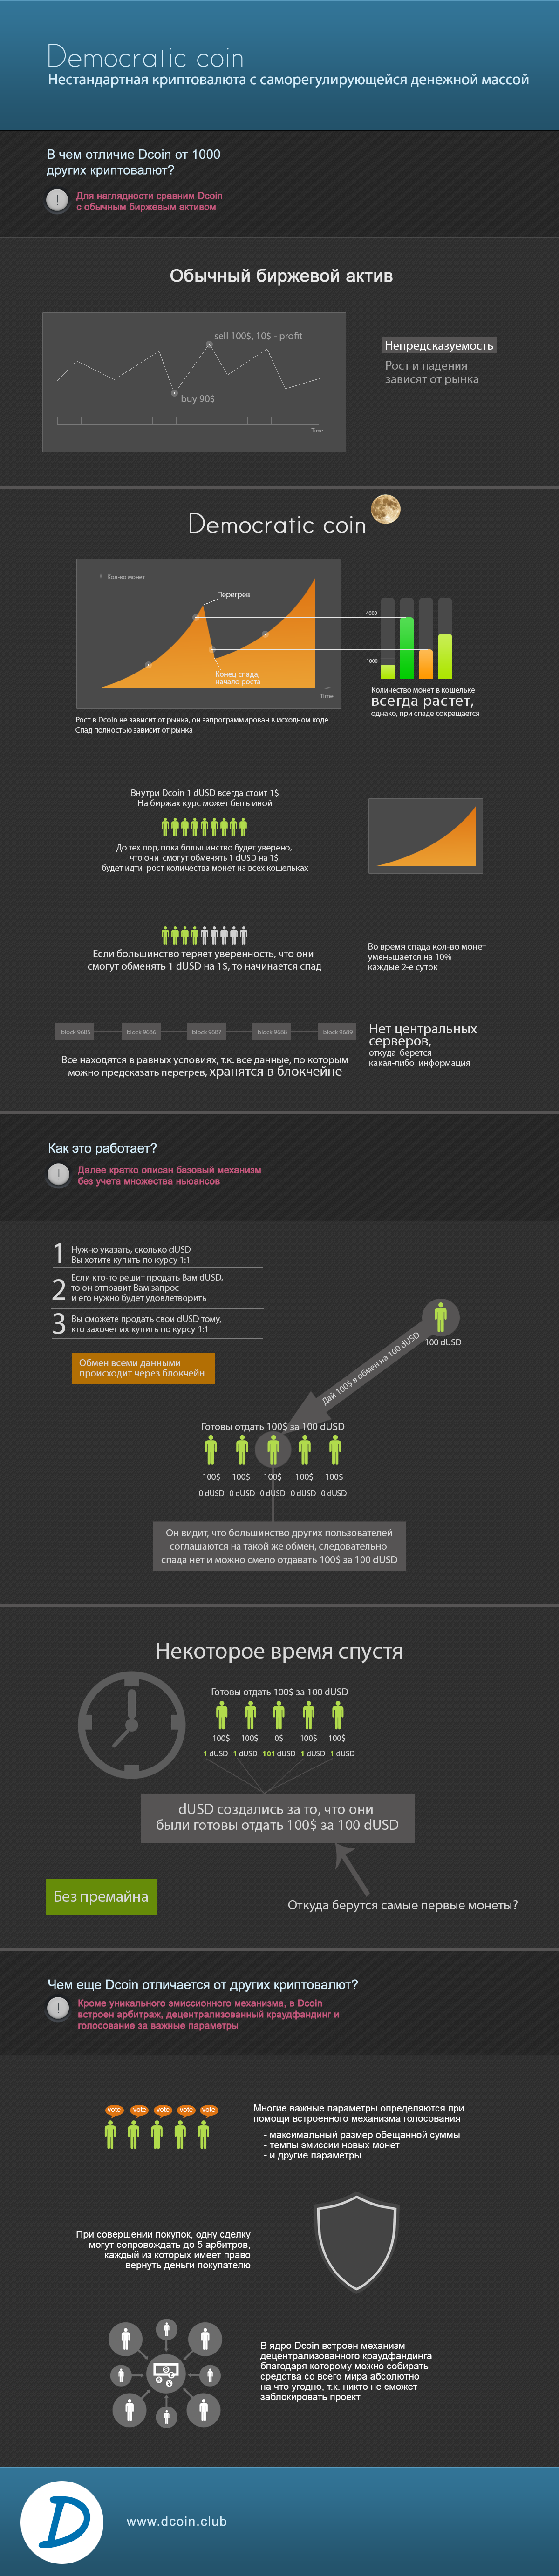 Democratic coin
Нестандартная криптовалюта с саморегулирующейся денежной массой
В чем отличие Dcoin от 1000
других криптовалют?
!
Для наглядности сравним Dcoin
с обычным биржевым активом
Обычный биржевой актив
sell 100$, 10$ - profit
buy 90$
Time
Непредсказуемость
Рост и падения
зависят от рынка
Democratic coin
Кол-во монет
Перегрев
Конец спада,
начало роста
Time
4000
1000
Количество монет в кошельке
всегда растет,
однако, при спаде сокращается
Рост в Dcoin не зависит от рынка, он запрограммирован в исходном коде
Спад полностью зависит от рынка
Внутри Dcoin 1 dUSD всегда стоит 1$
На биржах курс может быть иной
До тех пор, пока большинство будет уверено,
что они смогут обменять 1 dUSD на 1$
будет идти рост количества монет на всех кошельках
Если большинство теряет уверенность, что они
смогут обменять 1 dUSD на 1$, то начинается спад
Во время спада кол-во монет
уменьшается на 10%
каждые 2-е суток
block 9685
block 9686
block 9687
block 9688
block 9689
Все находятся в равных условиях, т.к. все данные, по которым
можно предсказать перегрев, хранятся в блокчейне
Нет центральных
серверов,
откуда берется
какая-либо информация
Как это работает?
!
Далее кратко описан базовый механизм
без учета множества ньюансов
1
Нужно указать, сколько dUSD
Вы хотите купить по курсу 1:1
2
Если кто-то решит продать Вам dUSD,
то он отправит Вам запрос
и его нужно будет удовлетворить
3
Вы сможете продать свои dUSD тому,
кто захочет их купить по курсу 1:1
Обмен всеми данными
происходит через блокчейн
100 dUSD
Дай 100$ в обмен на 100 dUSD
Готовы отдать 100$ за 100 dUSD
100$ 100$ 100$ 100$ 100$
0 dUSD 0 dUSD 0 dUSD 0 dUSD 0 dUSD
Он видит, что большинство других пользователей
соглашаются на такой же обмен, следовательно
спада нет и можно смело отдавать 100$ за 100 dUSD
Некоторое время спустя
Готовы отдать 100$ за 100 dUSD
100$ 100$ 0$ 100$ 100$
1 dUSD 1 dUSD 101 dUSD 1 dUSD 1 dUSD
dUSD создались за то, что они
были готовы отдать 100$ за 100 dUSD
Без премайна
Откуда берутся самые первые монеты?
Чем еще Dcoin отличается от других криптовалют?
!
Кроме уникального эмиссионного механизма, в Dcoin
встроен арбитраж, децентрализованный краудфандинг и
голосование за важные параметры
vote vote vote vote vote
Многие важные параметры определяются при
помощи встроенного механизма голосования
- максимальный размер обещанной суммы
- темпы эмиссии новых монет
- и другие параметры
При совершении покупок, одну сделку
могут сопровождать до 5 арбитров,
каждый из которых имеет право
вернуть деньги покупателю
В ядро Dcoin встроен механизм
децентрализованного краудфандинга
благодаря которому можно собирать
средства со всего мира абсолютно
на что угодно, т.к. никто не сможет
заблокировать проект
D
www.dcoin.club